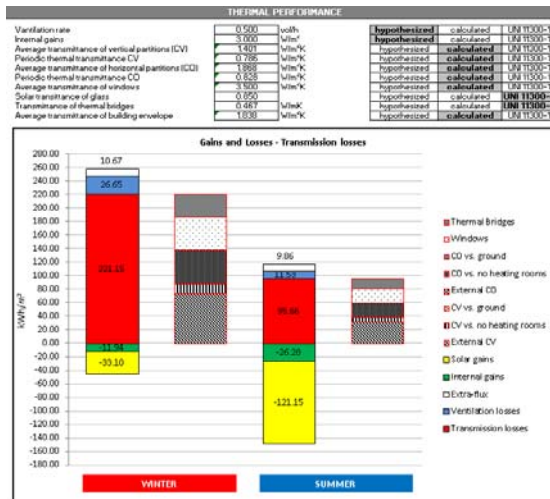 THERMAL PERFORMANCE
Ventilation rate 0.500 vol/h hypothesized calculated UNI 11300-1
Internal gains 3.000 W/m² hypothesized calculated UNI 11300-1
Average transmittance of vertical partitions (CV) 1.401 W/m²K hypothesized calculated UNI 11300-1
Periodic thermal transmittance CV 0.786 W/m²K hypothesized calculated UNI 11300-1
Average transmittance of horizontal partitions (CO) 1.868 W/m²K hypothesized calculated UNI 11300-1
Periodic thermal transmittance CO 0.828 W/m²K hypothesized calculated UNI 11300-1
Average transmittance of windows 3.500 W/m²K hypothesized calculated UNI 11300-1
Solar transmittance of glass 0.850 hypothesized calculated UNI 11300-1
Transmittance of thermal bridges 0.467 W/mK hypothesized calculated UNI 11300-1
Average transmittance of building envelope 1.838 W/m²K hypothesized calculated UNI 11300-1
Gains and Losses - Transmission losses
kWh/m²
280.00
260.00
240.00
220.00
200.00
180.00
160.00
140.00
120.00
100.00
80.00
60.00
40.00
20.00
0.00
-20.00
-40.00
-60.00
-80.00
-100.00
-120.00
-140.00
-160.00
-180.00
10.67
26.65
-33.10
9.06
-26.20
-121.15
WINTER
SUMMER
Thermal Bridges
Windows
CO vs. ground
CO vs. no heating rooms
External CO
CV vs. ground
CV vs. no heating rooms
External CV
Solar gains
Internal gains
Extra-flux
Ventilation losses
Transmission losses